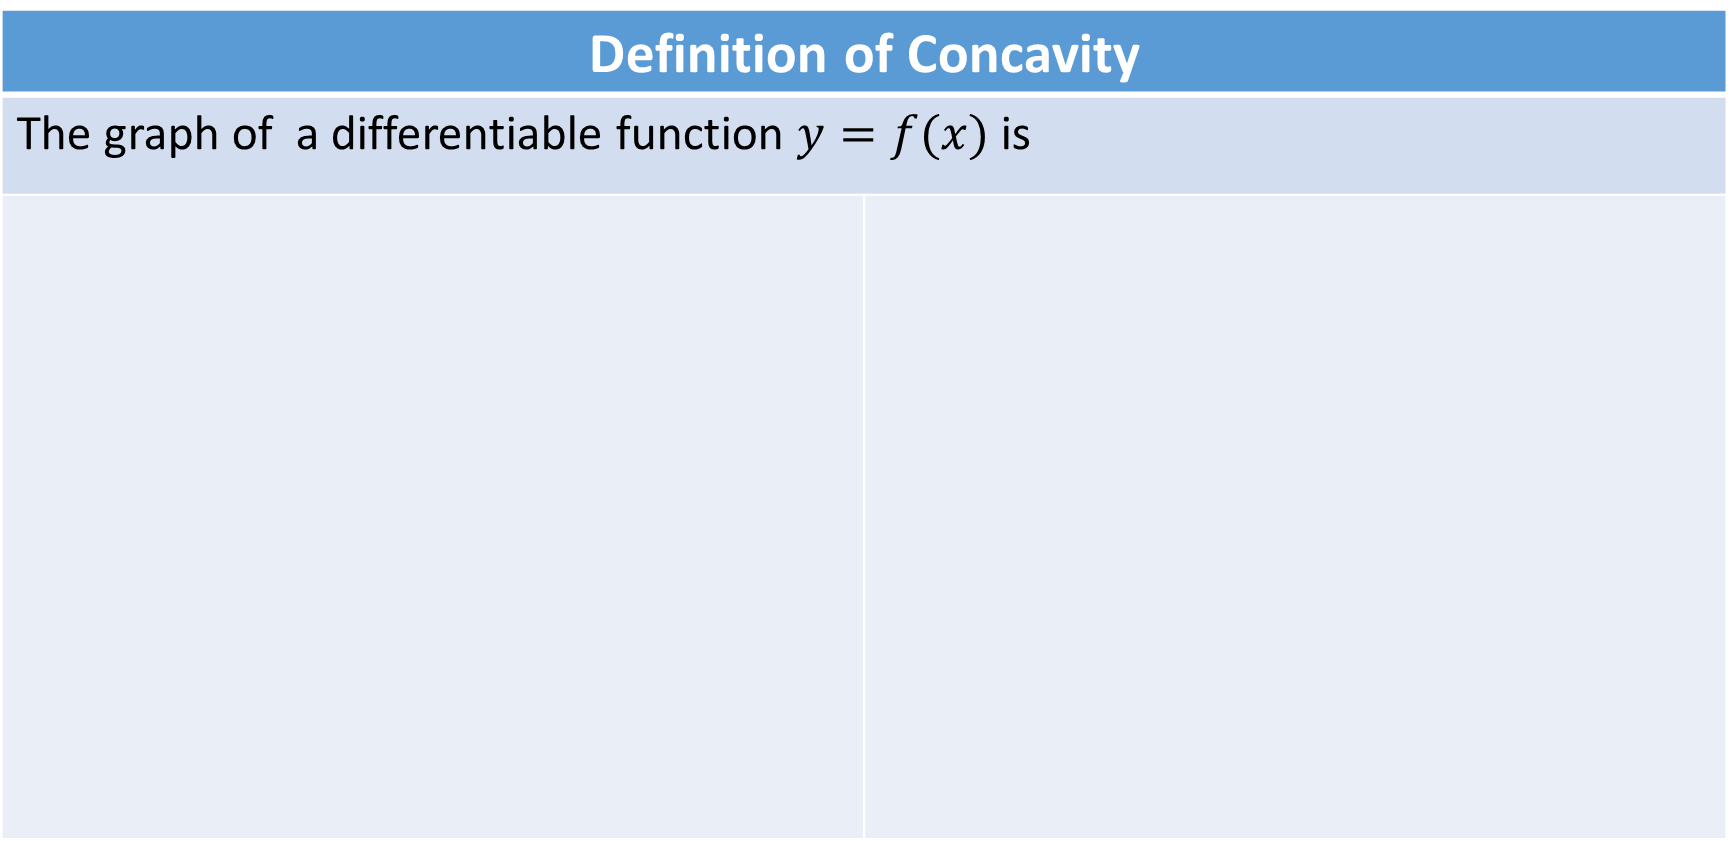 Definition of Concavity
The graph of  a differentiable function 𝑦 = 𝑓(𝑥) is